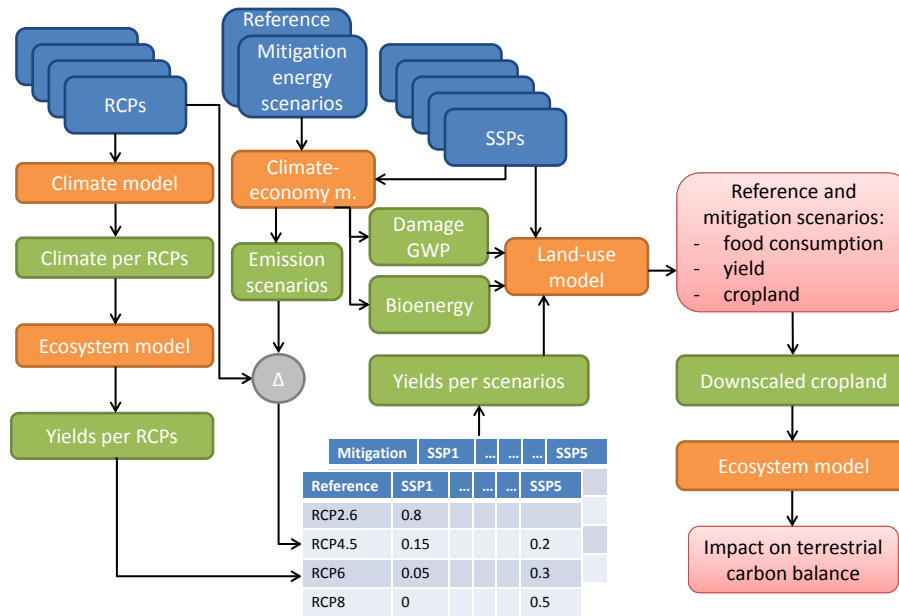 RCPs
Climate model
Climate per RCPs
Ecosystem model
Yields per RCPs
Reference
Mitigation
energy
scenarios
Climate-
economy m.
Emission
scenarios
Δ
Damage
GWP
Bioenergy
SSPs
Land-use
model
Yields per scenarios
Mitigation SSP1 ... ... ... SSP5
Reference SSP1 ... ... ... SSP5
RCP2.6 0.8
RCP4.5 0.15 0.2
RCP6 0.05 0.3
RCP8 0 0.5
Reference and
mitigation scenarios:
- food consumption
- yield
- cropland
Downscaled cropland
Ecosystem model
Impact on terrestrial
carbon balance